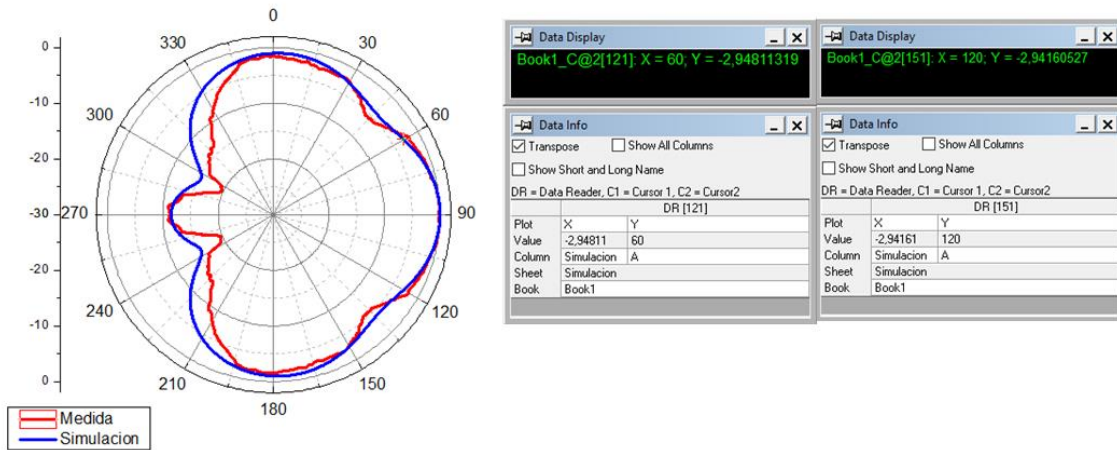 0
30
60
90
120
150
180
210
240
270
300
330
0
-10
-20
-30
-20
-10
0
Medida
Simulacion
Data Display
Book1_C@2[121]: X = 60; Y = -2,94811319
Data Info
Transpose Show All Columns
Show Short and Long Name
DR = Data Reader, C1 = Cursor 1, C2 = Cursor2
DR [121]
Plot X Y
Value -2,94811 60
Column Simulacion A
Sheet Simulacion
Book Book1
Data Display
Book1_C@2[151]: X = 120; Y = -2,94160527
Data Info
Transpose Show All Columns
Show Short and Long Name
DR = Data Reader, C1 = Cursor 1, C2 = Cursor2
DR [151]
Plot X Y
Value -2,94161 120
Column Simulacion A
Sheet Simulacion
Book Book1